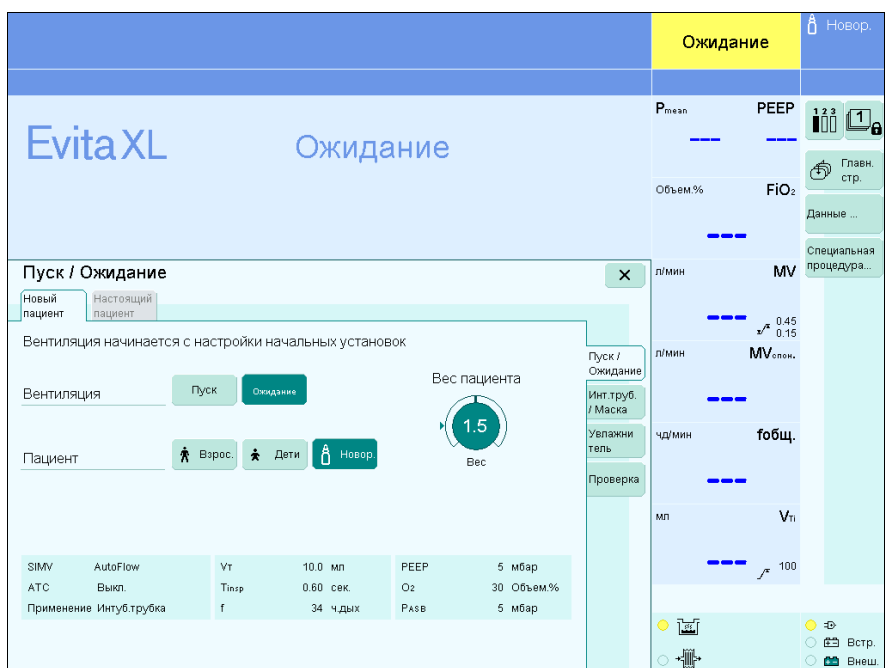 Ожидание
Новор.
Evita XL
Ожидание
Pmean PEEP
--- ---
1 2 3
1
Главн.
стр.
Объем.% FiO2
---
Данные ...
Специальная
процедура...
Пуск / Ожидание
×
л/мин MV
--- 0.45
0.15
Новый
пациент
Настоящий
пациент
Вентиляция начинается с настройки начальных установок
Вентиляция
Пуск
Ожидание
Вес пациента
1.5
Вес
Пациент
Взрос.
Дети
Новор.
Пуск /
Ожидание
Инт.труб.
/ Маска
Увлажни
тель
Проверка
л/мин MVспон.
---
чд/мин fобщ.
---
мл VTi
--- 100
SIMV AutoFlow
ATC Выкл.
Применение Интуб.трубка
VT 10.0 мл
Tinsp 0.60 сек.
f 34 ч.дых
PEEP 5 мбар
O2 30 Объем.%
PASB 5 мбар
Встр.
Внеш.